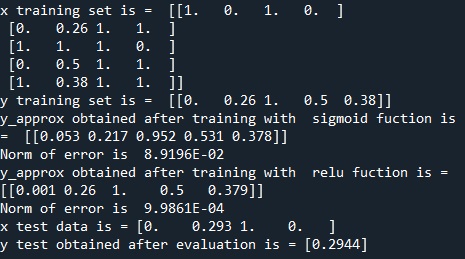 x training set is =  [[1.   0.   1.   0.  ]
 [0.   0.26 1.   1.  ]
 [1.   1.   1.   0.  ]
 [0.   0.5  1.   1.  ]
 [1.   0.38 1.   1.  ]]
y training set is =  [[0.   0.26 1.   0.5  0.38]]
y_approx obtained after training with  sigmoid fuction is
=  [[0.053 0.217 0.952 0.531 0.378]]
Norm of error is  8.9196E-02
y_approx obtained after training with  relu fuction is =
[[0.001 0.26  1.    0.5   0.379]]
Norm of error is  9.9861E-04
x test data is = [0.    0.293 1.    0.   ]
y test obtained after evaluation is = [0.2944]